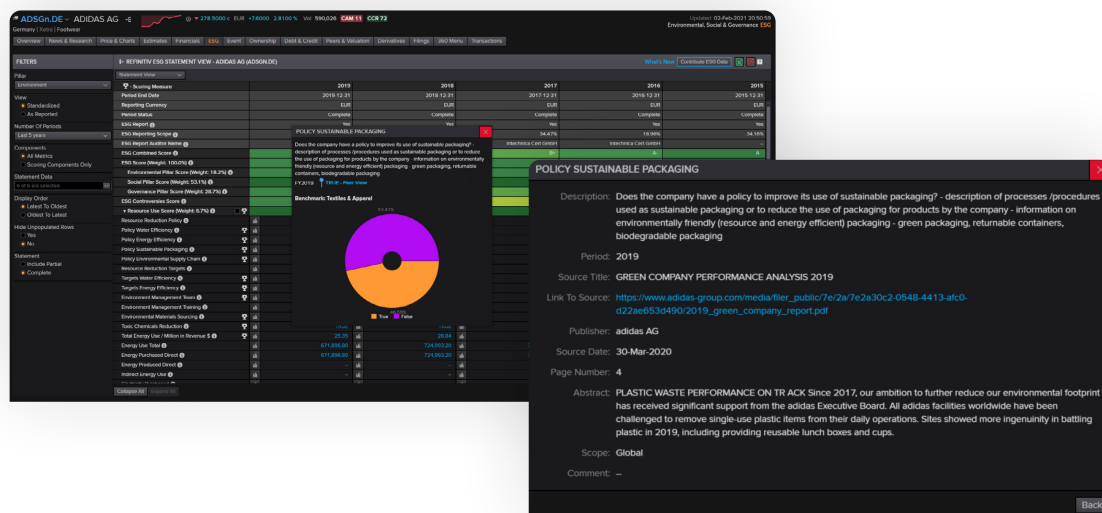 ADSGn.DE ADIDAS AG
278.5000 c EUR +7.6000 2.8100 % Vol 590,026 CAM 11 CCR 72
Updated: 02-Feb-2021 20:50:59
Germany | Xetra | Footwear
Environmental, Social & Governance ESG
Overview News & Research Price & Charts Estimates Financials ESG Event Ownership Debt & Credit Peers & Valuation Derivatives Filings 360 Menu Transactions
FILTERS
REFINITIV ESG STATEMENT VIEW - ADIDAS AG (ADSGN.DE)
What's New Contribute ESG Data
Pillar
Environment
View
Standardized
As Reported
Number Of Periods
Last 5 years
Components
All Metrics
Scoring Components Only
Statement Data
6 of 6 are selected
Display Order
Latest To Oldest
Oldest To Latest
Hide Unpopulated Rows
Yes
No
Statement
Include Partial
Complete
Statement View
- Scoring Measure 2019 2018 2017 2016 2015
Period End Date 2019-12-31 2018-12-31 2017-12-31 2016-12-31 2015-12-31
Reporting Currency EUR EUR EUR EUR EUR
Period Status Complete Complete Complete Complete Complete
ESG Report Yes Yes Yes Yes Yes
ESG Reporting Scope 34.47% 19.96% 34.16%
ESG Report Auditor Name Intechnica Cert GmbH Intechnica Cert GmbH --
ESG Combined Score B+ A- A-
ESG Score (Weight: 100.0%)
Environmental Pillar Score (Weight: 18.3%)
Social Pillar Score (Weight: 53.1%)
Governance Pillar Score (Weight: 28.7%)
ESG Controversies Score
Resource Use Score (Weight: 6.7%)
Resource Reduction Policy
Policy Water Efficiency
Policy Energy Efficiency
Policy Sustainable Packaging
Policy Environmental Supply Chain
Resource Reduction Targets
Targets Water Efficiency
Targets Energy Efficiency
Environment Management Team
Environment Management Training
Environmental Materials Sourcing
Toxic Chemicals Reduction
Total Energy Use / Million in Revenue $ 25.35 28.84
Energy Use Total 671,896.80 724,993.20
Energy Purchased Direct 671,896.80 724,993.20
Energy Produced Direct -- --
Indirect Energy Use -- --
Collapse All Expand All
POLICY SUSTAINABLE PACKAGING
Does the company have a policy to improve its use of sustainable packaging? -
description of processes /procedures used as sustainable packaging or to reduce
the use of packaging for products by the company - information on environmentally
friendly (resource and energy efficient) packaging - green packaging, returnable
containers, biodegradable packaging
FY2019 TRUE - Peer View
Benchmark: Textiles & Apparel
True False
POLICY SUSTAINABLE PACKAGING
Description: Does the company have a policy to improve its use of sustainable packaging? - description of processes /procedures
used as sustainable packaging or to reduce the use of packaging for products by the company - information on
environmentally friendly (resource and energy efficient) packaging - green packaging, returnable containers,
biodegradable packaging
Period: 2019
Source Title: GREEN COMPANY PERFORMANCE ANALYSIS 2019
Link To Source: https://www.adidas-group.com/media/filer_public/7e/2a/7e2a30c2-0548-4413-afc0-
d22ae653d490/2019_green_company_report.pdf
Publisher: adidas AG
Source Date: 30-Mar-2020
Page Number: 4
Abstract: PLASTIC WASTE PERFORMANCE ON TR ACK Since 2017, our ambition to further reduce our environmental footprint
has received significant support from the adidas Executive Board. All adidas facilities worldwide have been
challenged to remove single-use plastic items from their daily operations. Sites showed more ingenuinity in battling
plastic in 2019, including providing reusable lunch boxes and cups.
Scope: Global
Comment: --
Back